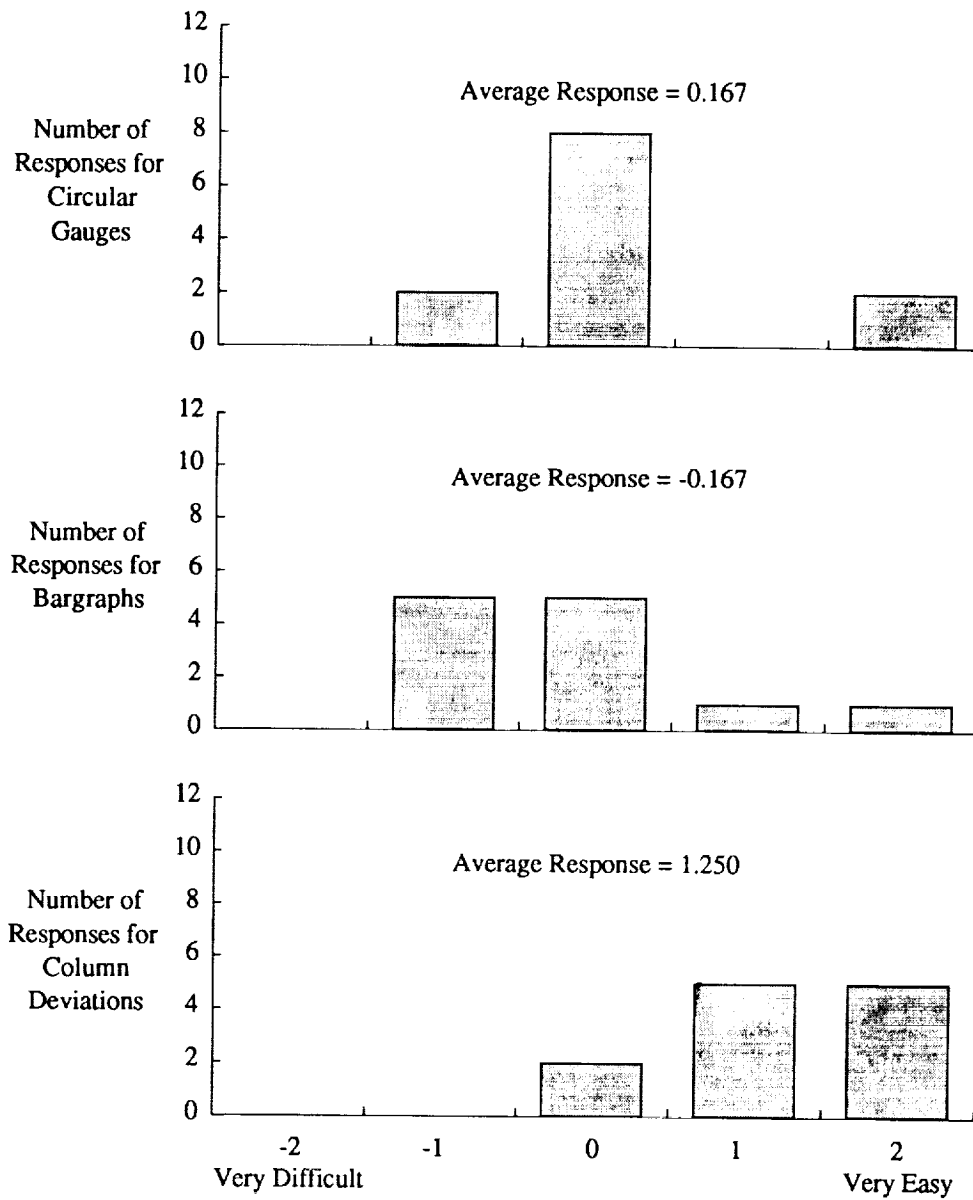 12
10
8
6
4
2
0
Number of
Responses for
Circular
Gauges
Average Response = 0.167
12
10
8
6
4
2
0
Number of
Responses for
Bargraphs
Average Response = -0.167
12
10
8
6
4
2
0
Number of
Responses for
Column
Deviations
Average Response = 1.250
-2 -1 0 1 2
Very Difficult Very Easy